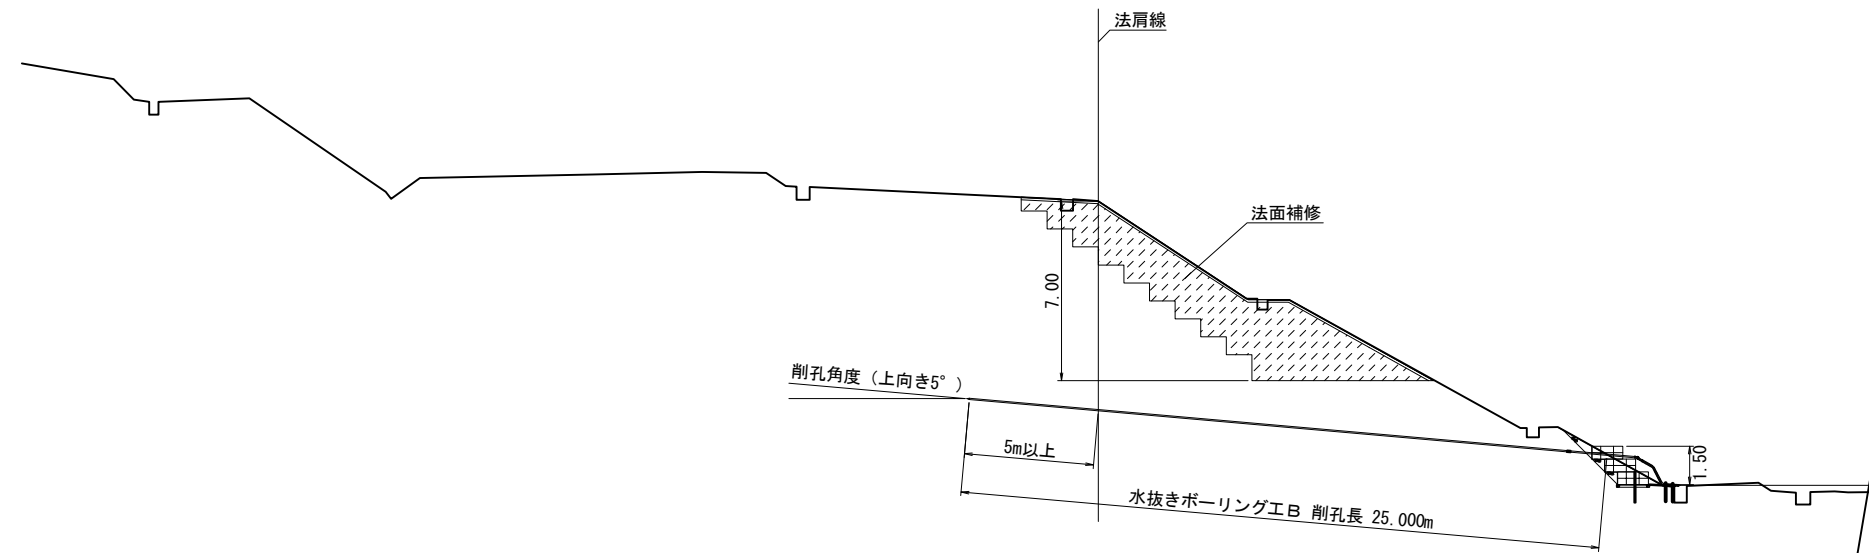 法肩線
法面補修
7.00
削孔角度（上向き5°）
5m以上
1.50
水抜きボーリング工Ｂ 削孔長 25.000m